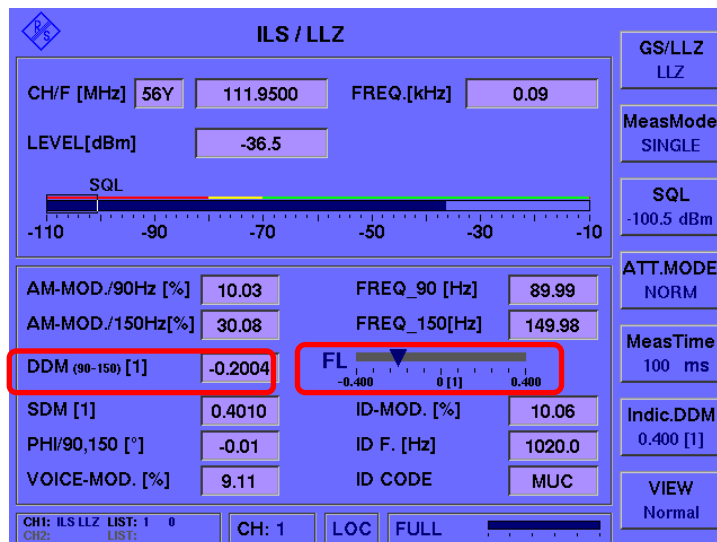 R S
ILS / LLZ
CH/F [MHz] 56Y 111.9500 FREQ.[kHz] 0.09
LEVEL[dBm] -36.5
SQL
-110 -90 -70 -50 -30 -10
AM-MOD./90Hz [%] 10.03 FREQ_90 [Hz] 89.99
AM-MOD./150Hz[%] 30.08 FREQ_150[Hz] 149.98
DDM (90-150) [1] -0.2004 FL -0.400 0 [1] 0.400
SDM [1] 0.4010 ID-MOD. [%] 10.06
PHI/90,150 [°] -0.01 ID F. [Hz] 1020.0
VOICE-MOD. [%] 9.11 ID CODE MUC
CH1: ILS LLZ LIST: 1 0
CH2: LIST:
CH: 1 LOC FULL
GS/LLZ
LLZ
MeasMode
SINGLE
SQL
-100.5 dBm
ATT.MODE
NORM
MeasTime
100 ms
Indic.DDM
0.400 [1]
VIEW
Normal